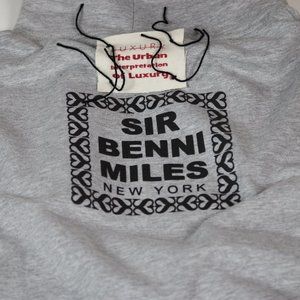 LUXURY
The Urban
Interpretation
of Luxury
SIR
BENNI
MILES
NEW YORK